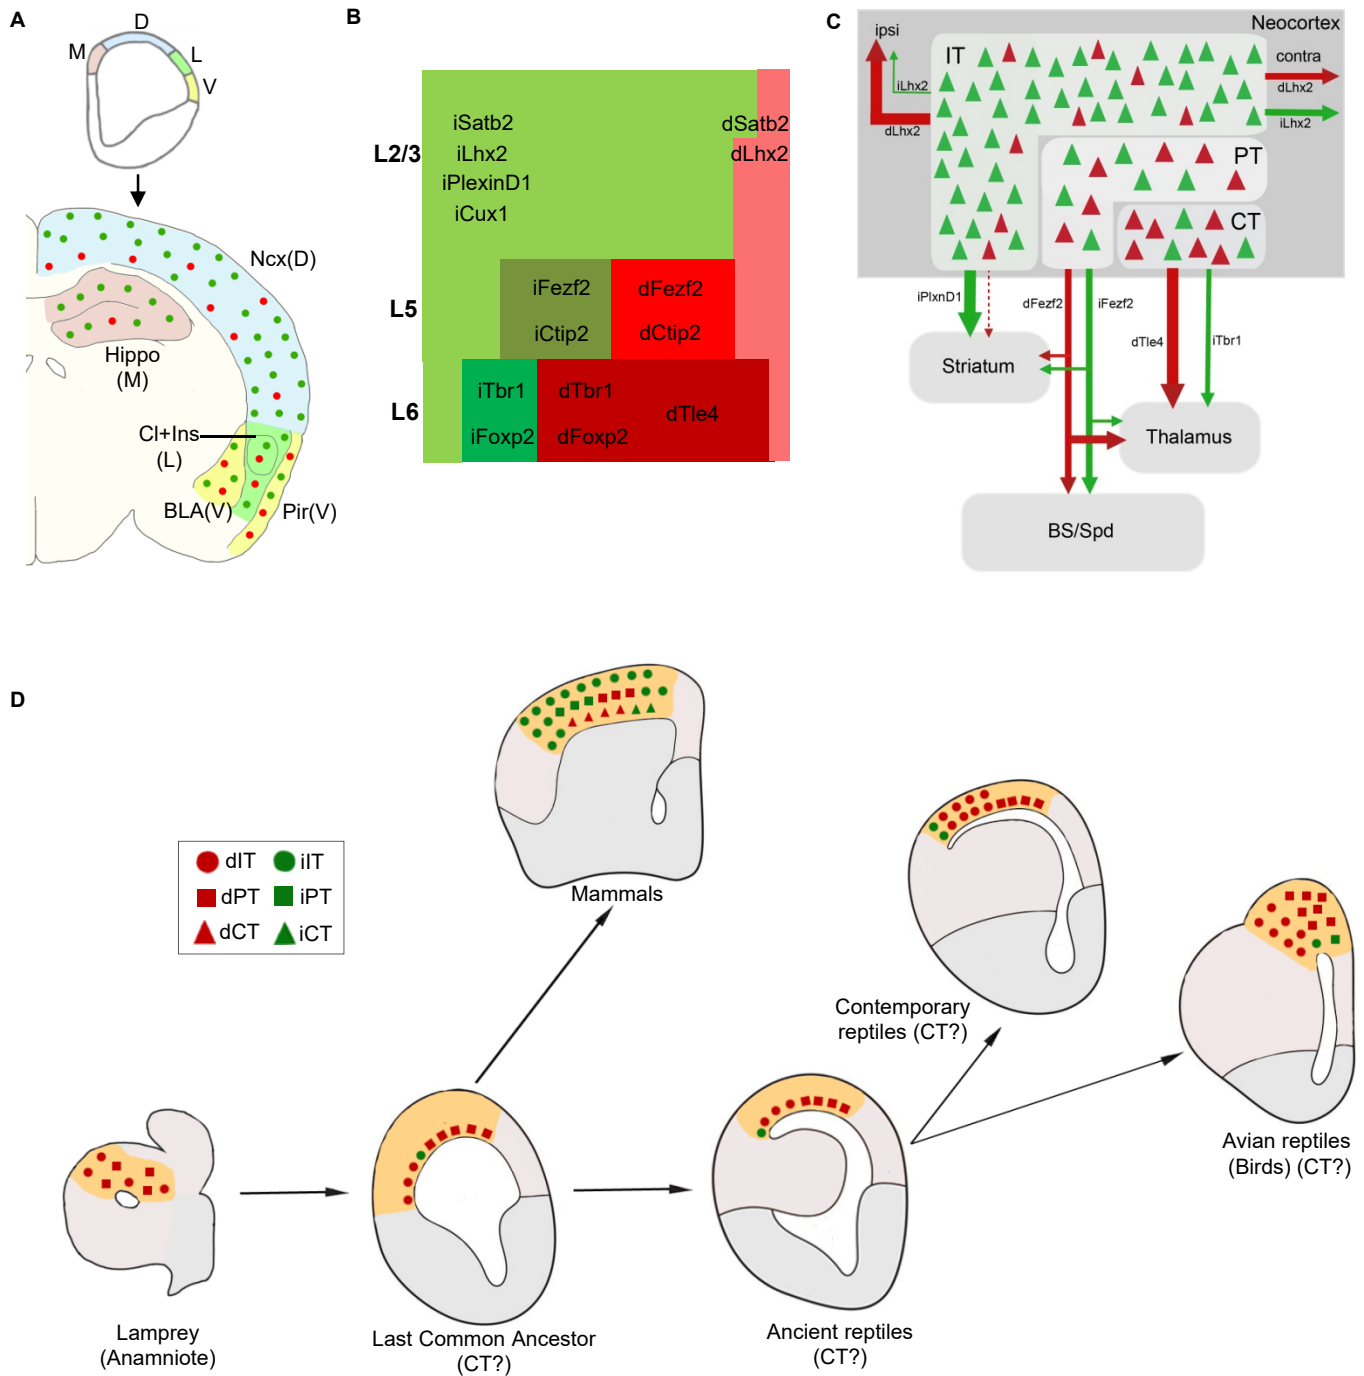 A
D
M
L
V
Ncx(D)
Hippo
(M)
Cl+Ins
(L)
BLA(V)
Pir(V)
B
L2/3
iSatb2
iLhx2
iPlexinD1
iCux1
dSatb2
dLhx2
L5
iFezf2
dFezf2
iCtip2
dCtip2
L6
iTbr1
dTbr1
dTle4
iFoxp2
dFoxp2
C
Neocortex
ipsi
IT
contra
iLhx2
dLhx2
dLhx2
iLhx2
PT
CT
iPlxnD1
dFezf2
iFezf2
dTle4
iTbr1
Striatum
Thalamus
BS/Spd
D
dIT
iIT
dPT
iPT
dCT
iCT
Mammals
Contemporary
reptiles (CT?)
Avian reptiles
(Birds) (CT?)
Lamprey
(Anamniote)
Last Common Ancestor
(CT?)
Ancient reptiles
(CT?)